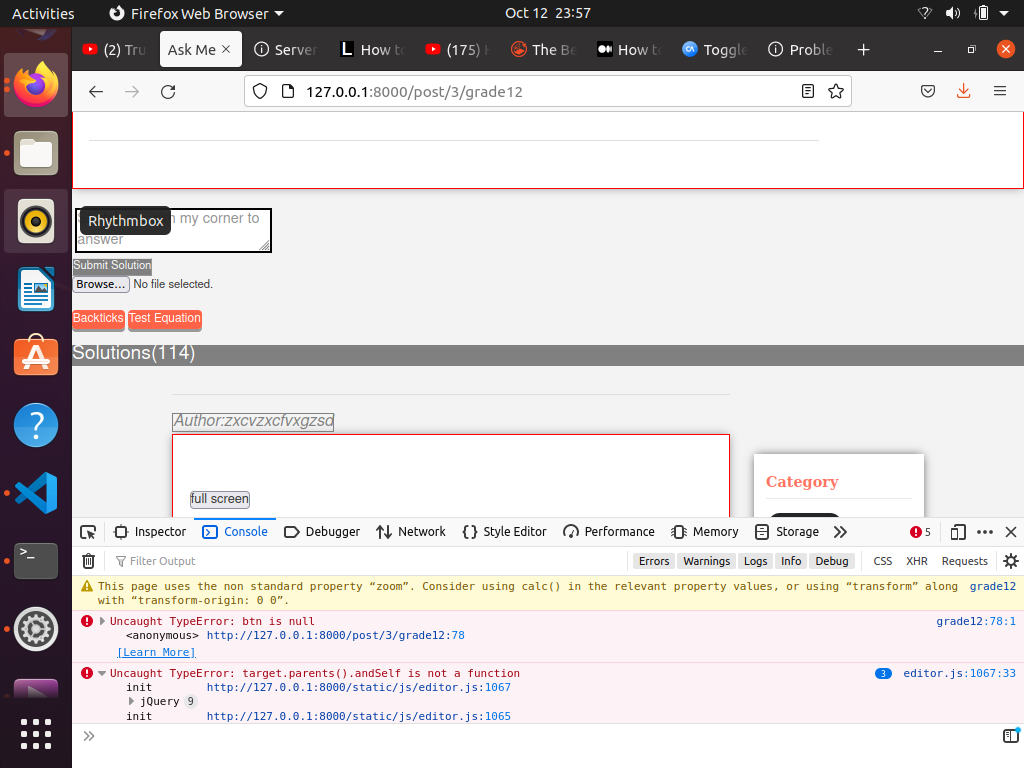 Activities
Firefox Web Browser
Oct 12 23:57
(2) Tru
Ask Me
Server
How to
(175) H
The Be
How to
Toggle
Proble
127.0.0.1:8000/post/3/grade12
n my corner to
answer
Rhythmbox
Submit Solution
Browse... No file selected.
Backticks Test Equation
Solutions(114)
Author:zxcvzxcfvxgzsd
full screen
Category
Inspector Console Debugger Network {} Style Editor Performance Memory Storage 5
Filter Output Errors Warnings Logs Info Debug CSS XHR Requests
This page uses the non standard property “zoom”. Consider using calc() in the relevant property values, or using “transform” along grade12
with “transform-origin: 0 0”.
Uncaught TypeError: btn is null grade12:78:1
<anonymous> http://127.0.0.1:8000/post/3/grade12:78
[Learn More]
Uncaught TypeError: target.parents().andSelf is not a function 3 editor.js:1067:33
init http://127.0.0.1:8000/static/js/editor.js:1067
jQuery 9
init http://127.0.0.1:8000/static/js/editor.js:1065